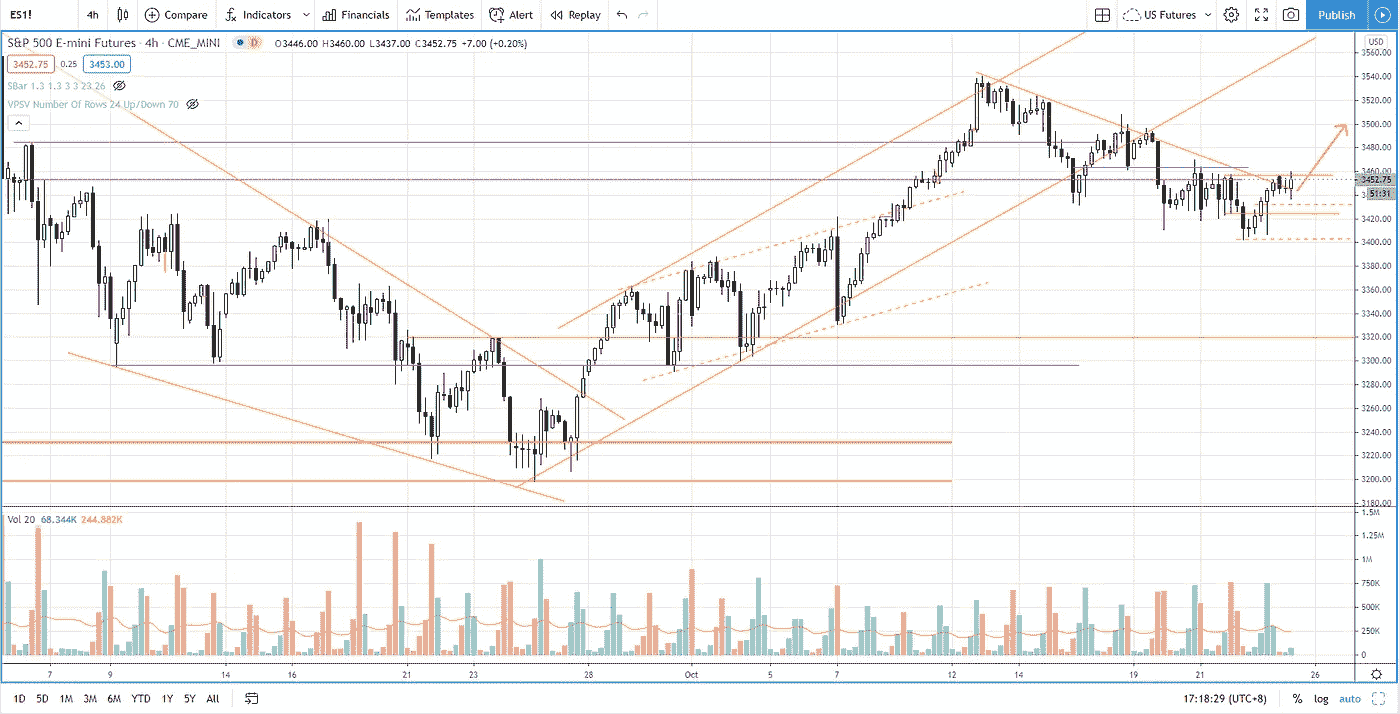 ES1! 4h Compare Indicators Financials Templates Alert Replay US Futures Publish
S&P 500 E-mini Futures · 4h · CME_MINI O3446.00 H3460.00 L3437.00 C3452.75 +7.00 (+0.20%)
USD
3452.75 0.25 3453.00
SBar 1.3 1.3 3 3 23 26
VPSV Number Of Rows 24 Up/Down 70
3560.00
3540.00
3520.00
3500.00
3480.00
3460.00
3452.75
51:31
3420.00
3400.00
3380.00
3360.00
3340.00
3320.00
3300.00
3280.00
3260.00
3240.00
3220.00
3200.00
3180.00
Vol 20 68.344K 244.882K
1.5M
1.25M
1M
750K
500K
250K
0
7 9 14 16 21 23 28 Oct 5 7 12 14 19 21 26
1D 5D 1M 3M 6M YTD 1Y 5Y All 17:18:29 (UTC+8) % log auto